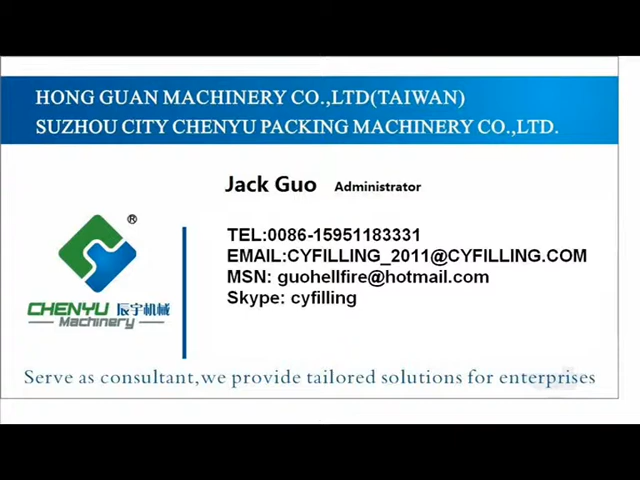 HONG GUAN MACHINERY CO.,LTD(TAIWAN)
SUZHOU CITY CHENYU PACKING MACHINERY CO.,LTD.
Jack Guo Administrator
TEL:0086-15951183331
EMAIL:CYFILLING_2011@CYFILLING.COM
MSN: guohellfire@hotmail.com
Skype: cyfilling
®
CHENYU 辰宇机械
Machinery
Serve as consultant,we provide tailored solutions for enterprises